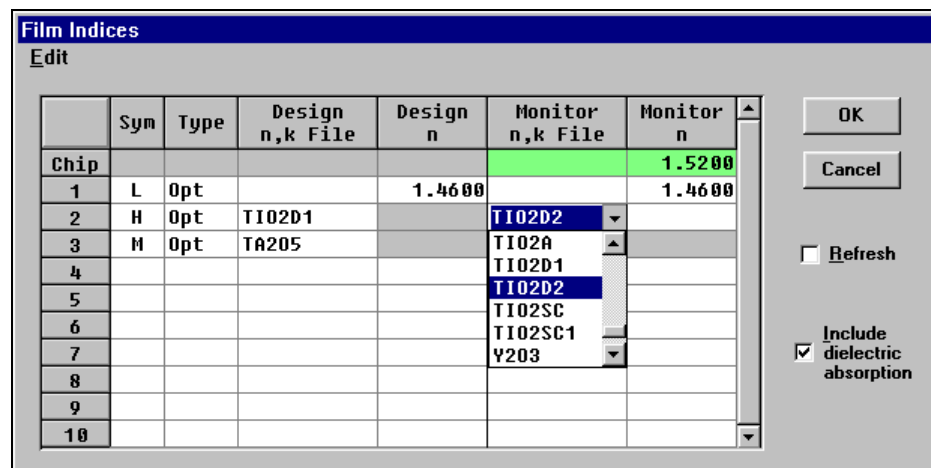 Film Indices
Edit
Sym Type Design n,k File Design n Monitor n,k File Monitor n
Chip 1.5200
1 L Opt 1.4600 1.4600
2 H Opt TIO2D1 TIO2D2
3 M Opt TA2O5
4
5
6
7
8
9
10
TIO2A
TIO2D1
TIO2D2
TIO2SC
TIO2SC1
Y2O3
OK
Cancel
Refresh
Include
dielectric
absorption